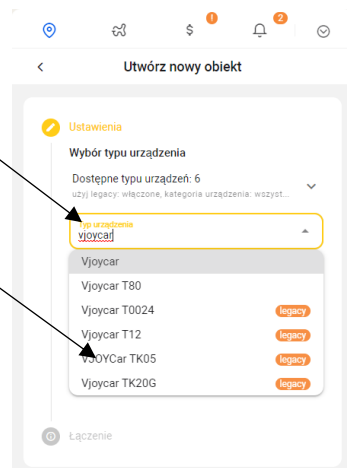 $
!
2
Utwórz nowy obiekt
Ustawienia
Wybór typu urządzenia
Dostępne typu urządzeń: 6
użyj legacy: włączone, kategoria urządzenia: wszyst...
Typ urządzenia
vjoycar
Vjoycar
Vjoycar T80
Vjoycar T0024 legacy
Vjoycar T12 legacy
VJOYCar TK05 legacy
Vjoycar TK20G legacy
Łączenie